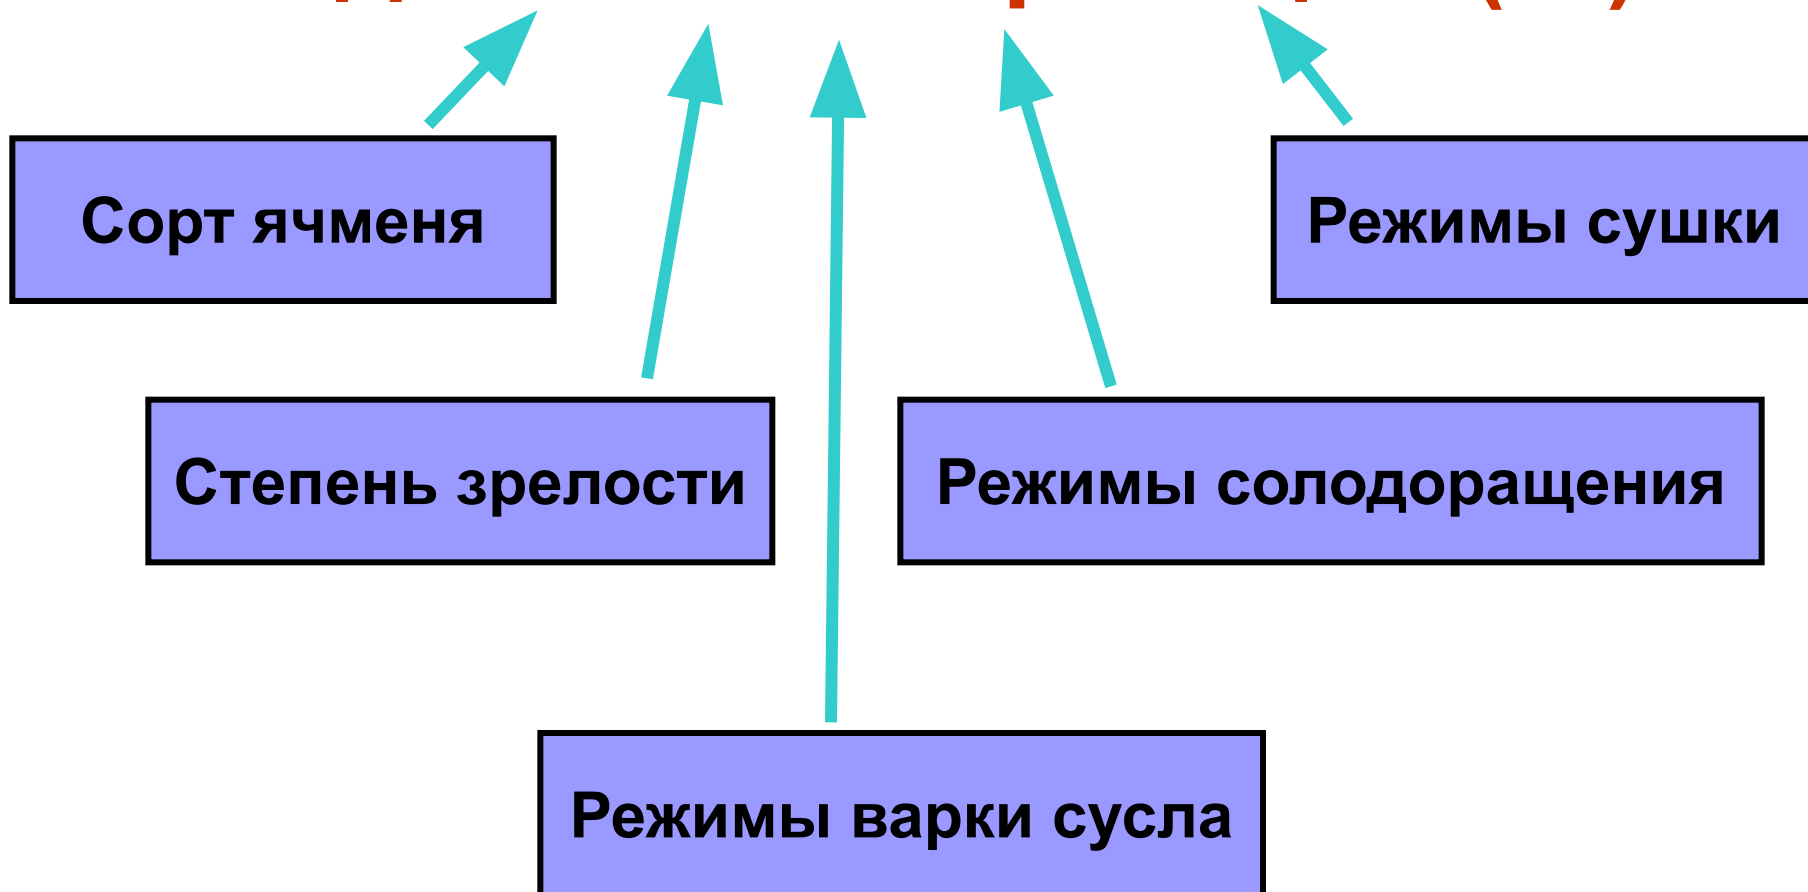 Сорт ячменя
Режимы сушки
Степень зрелости
Режимы солодоращения
Режимы варки сусла